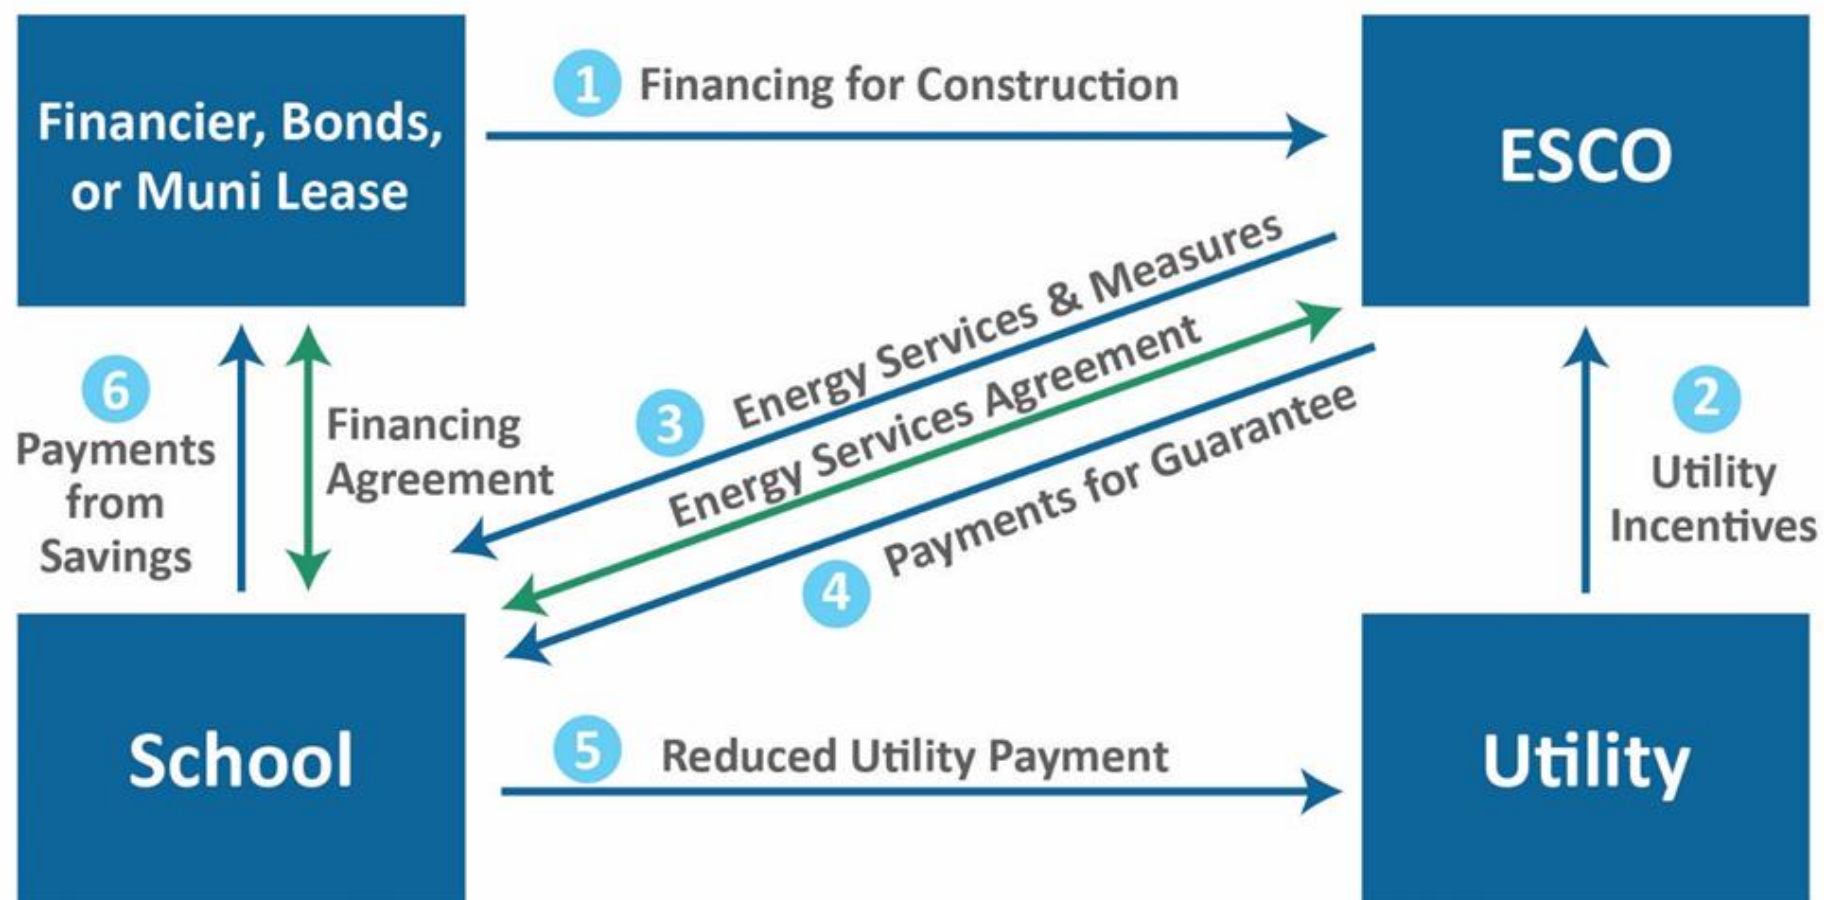 Financier, Bonds,
or Muni Lease
1 Financing for Construction
ESCO
3 Energy Services & Measures
Energy Services Agreement
4 Payments for Guarantee
6
Payments
from
Savings
Financing
Agreement
2
Utility
Incentives
School
5 Reduced Utility Payment
Utility